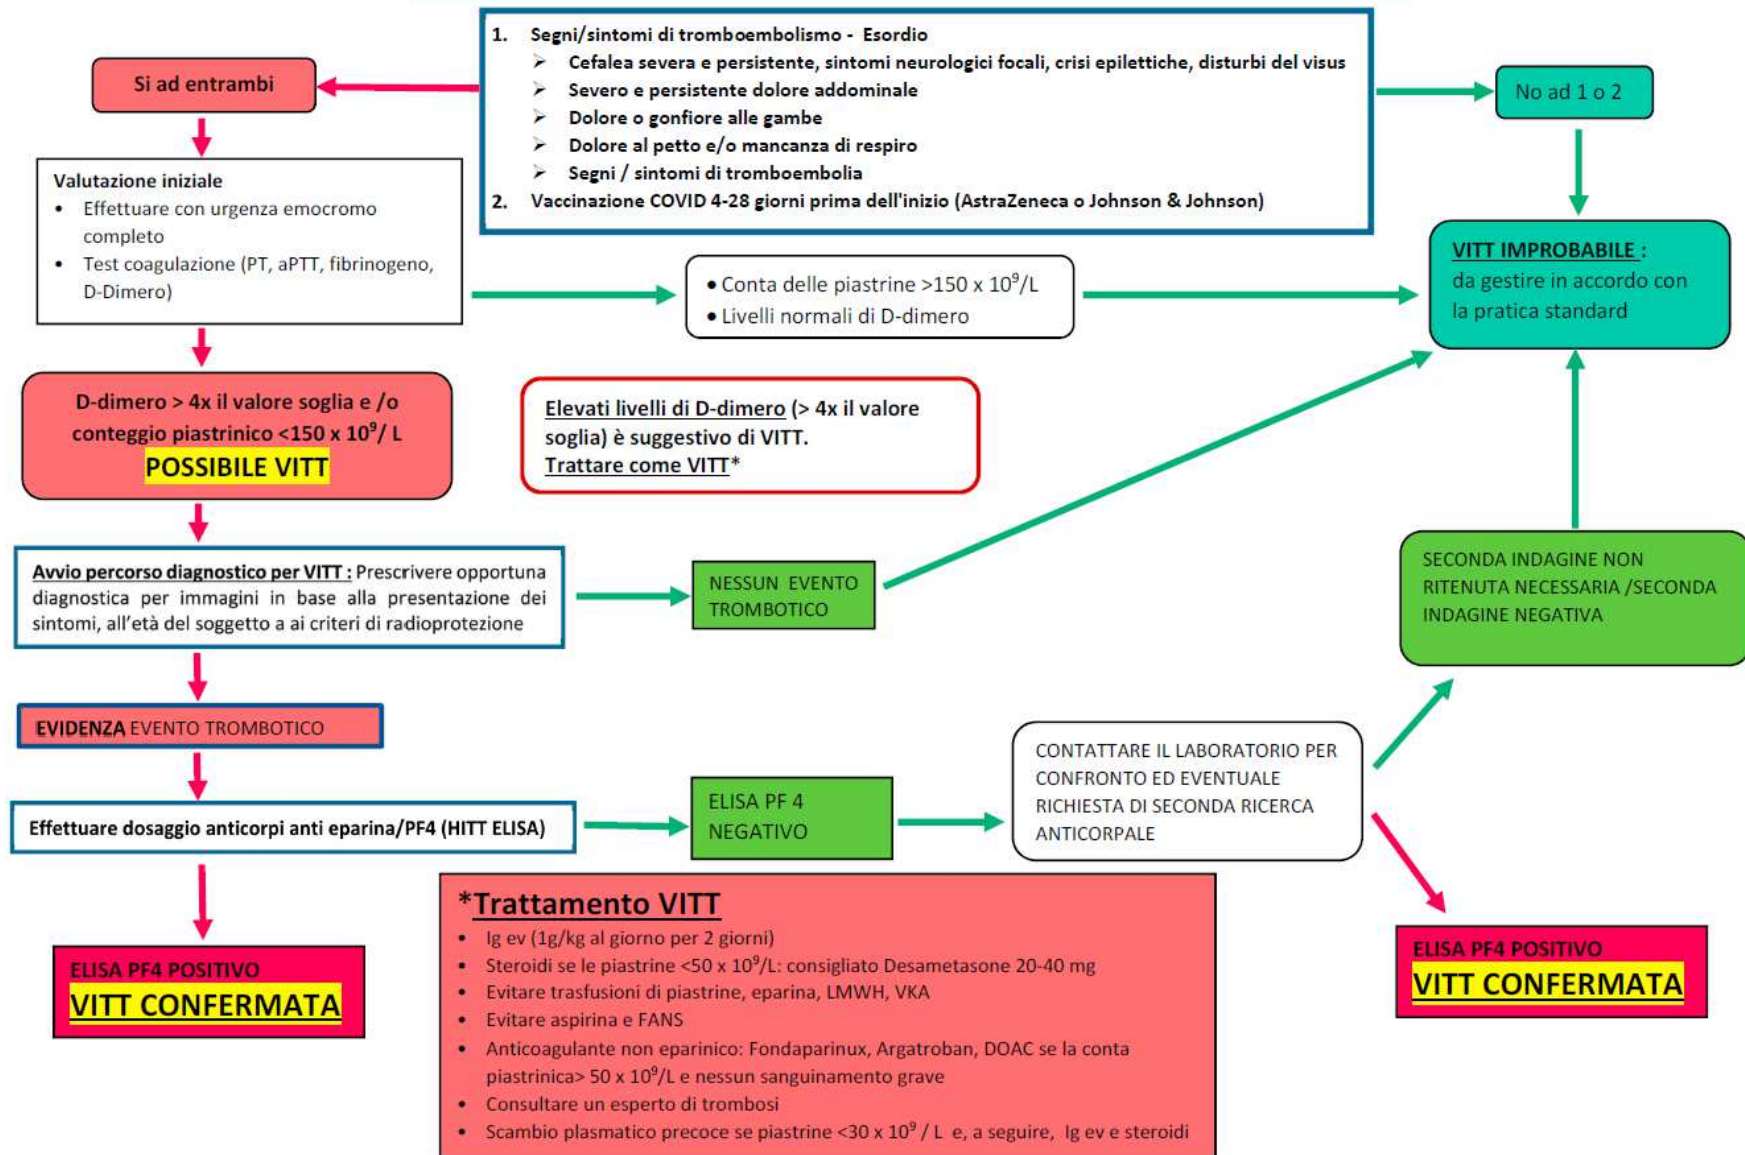 1. Segni/sintomi di tromboembolismo - Esordio
➢ Cefalea severa e persistente, sintomi neurologici focali, crisi epilettiche, disturbi del visus
➢ Severo e persistente dolore addominale
➢ Dolore o gonfiore alle gambe
➢ Dolore al petto e/o mancanza di respiro
➢ Segni / sintomi di tromboembolia
2. Vaccinazione COVID 4-28 giorni prima dell'inizio (AstraZeneca o Johnson & Johnson)
Si ad entrambi
No ad 1 o 2
Valutazione iniziale
• Effettuare con urgenza emocromo
completo
• Test coagulazione (PT, aPTT, fibrinogeno,
D-Dimero)
• Conta delle piastrine >150 x 10⁹/L
• Livelli normali di D-dimero
VITT IMPROBABILE :
da gestire in accordo con
la pratica standard
D-dimero > 4x il valore soglia e /o
conteggio piastrinico <150 x 10⁹/ L
POSSIBILE VITT
Elevati livelli di D-dimero (> 4x il valore
soglia) è suggestivo di VITT.
Trattare come VITT*
Avvio percorso diagnostico per VITT : Prescrivere opportuna
diagnostica per immagini in base alla presentazione dei
sintomi, all'età del soggetto a ai criteri di radioprotezione
NESSUN EVENTO
TROMBOTICO
SECONDA INDAGINE NON
RITENUTA NECESSARIA /SECONDA
INDAGINE NEGATIVA
EVIDENZA EVENTO TROMBOTICO
Effettuare dosaggio anticorpi anti eparina/PF4 (HITT ELISA)
ELISA PF 4
NEGATIVO
CONTATTARE IL LABORATORIO PER
CONFRONTO ED EVENTUALE
RICHIESTA DI SECONDA RICERCA
ANTICORPALE
ELISA PF4 POSITIVO
VITT CONFERMATA
*Trattamento VITT
• Ig ev (1g/kg al giorno per 2 giorni)
• Steroidi se le piastrine <50 x 10⁹/L: consigliato Desametasone 20-40 mg
• Evitare trasfusioni di piastrine, eparina, LMWH, VKA
• Evitare aspirina e FANS
• Anticoagulante non eparinico: Fondaparinux, Argatroban, DOAC se la conta
piastrinica> 50 x 10⁹/L e nessun sanguinamento grave
• Consultare un esperto di trombosi
• Scambio plasmatico precoce se piastrine <30 x 10⁹ / L e, a seguire, Ig ev e steroidi
ELISA PF4 POSITIVO
VITT CONFERMATA